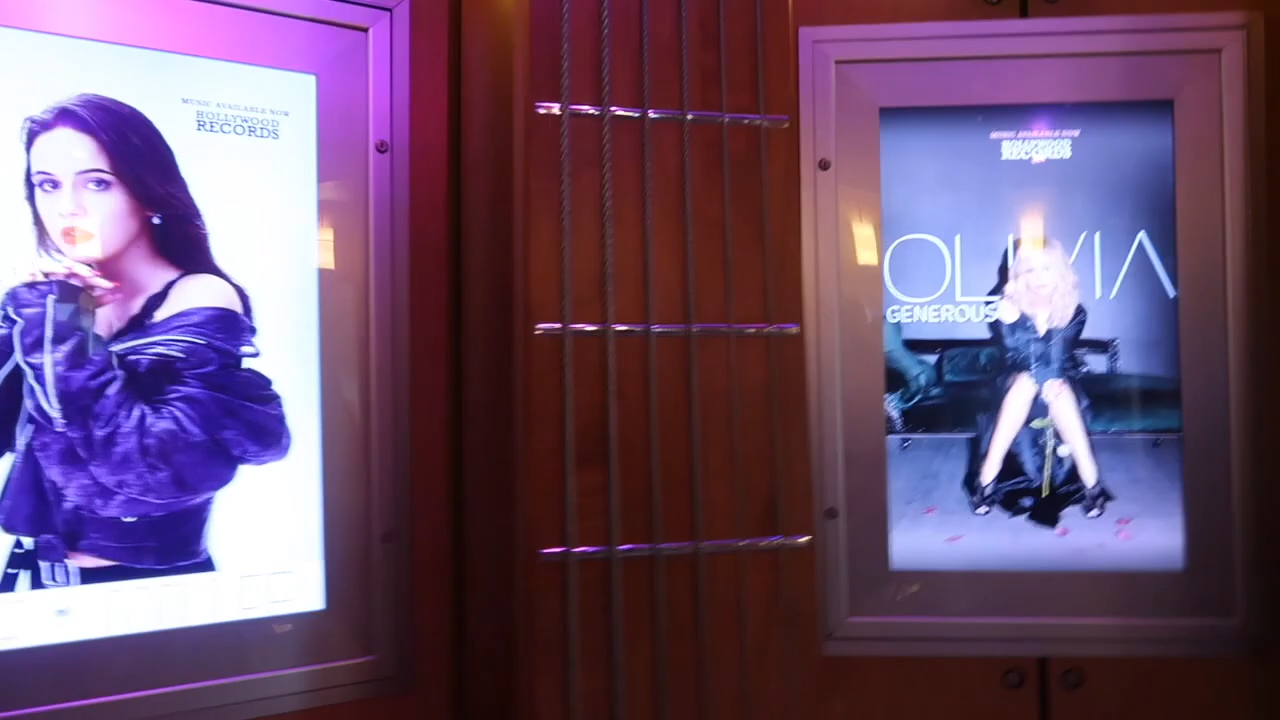 MUSIC AVAILABLE NOW
HOLLYWOOD
RECORDS
MUSIC AVAILABLE NOW
HOLLYWOOD
RECORDS
OLIVIA
GENEROUS